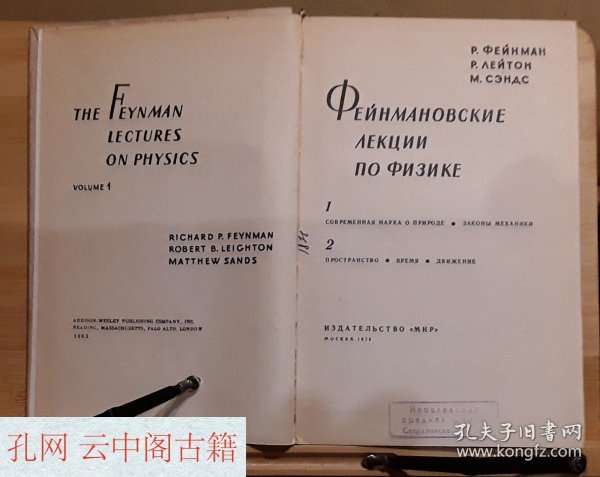 THE FEYNMAN
LECTURES
ON PHYSICS
VOLUME 1
RICHARD P. FEYNMAN
ROBERT B. LEIGHTON
MATTHEW SANDS
ADDISON-WESLEY PUBLISHING COMPANY, INC.
READING, MASSACHUSETTS, PALO ALTO, LONDON
1963
Р. ФЕЙНМАН
Р. ЛЕЙТОН
М. СЭНДС
ФЕЙНМАНОВСКИЕ
ЛЕКЦИИ
ПО ФИЗИКЕ
1
СОВРЕМЕННАЯ НАУКА О ПРИРОДЕ • ЗАКОНЫ МЕХАНИКИ
2
ПРОСТРАНСТВО • ВРЕМЯ • ДВИЖЕНИЕ
ИЗДАТЕЛЬСТВО «МИР»
МОСКВА 1976
средняя
孔网 云中阁古籍
孔夫子旧书网
www.kongfz.com